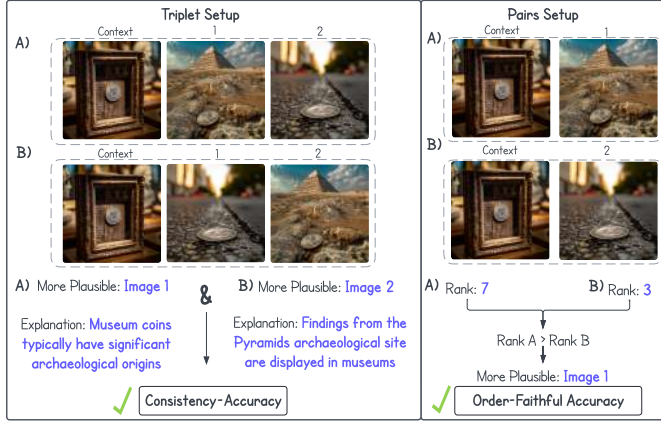 Triplet Setup
Context 1 2
A)
Context 1 2
B)
A) More Plausible: Image 1
&
B) More Plausible: Image 2
Explanation: Museum coins
typically have significant
archaeological origins
Explanation: Findings from the
Pyramids archaeological site
are displayed in museums
Consistency-Accuracy
Pairs Setup
Context 1
A)
Context 2
B)
A) Rank: 7
B) Rank: 3
Rank A > Rank B
More Plausible: Image 1
Order-Faithful Accuracy